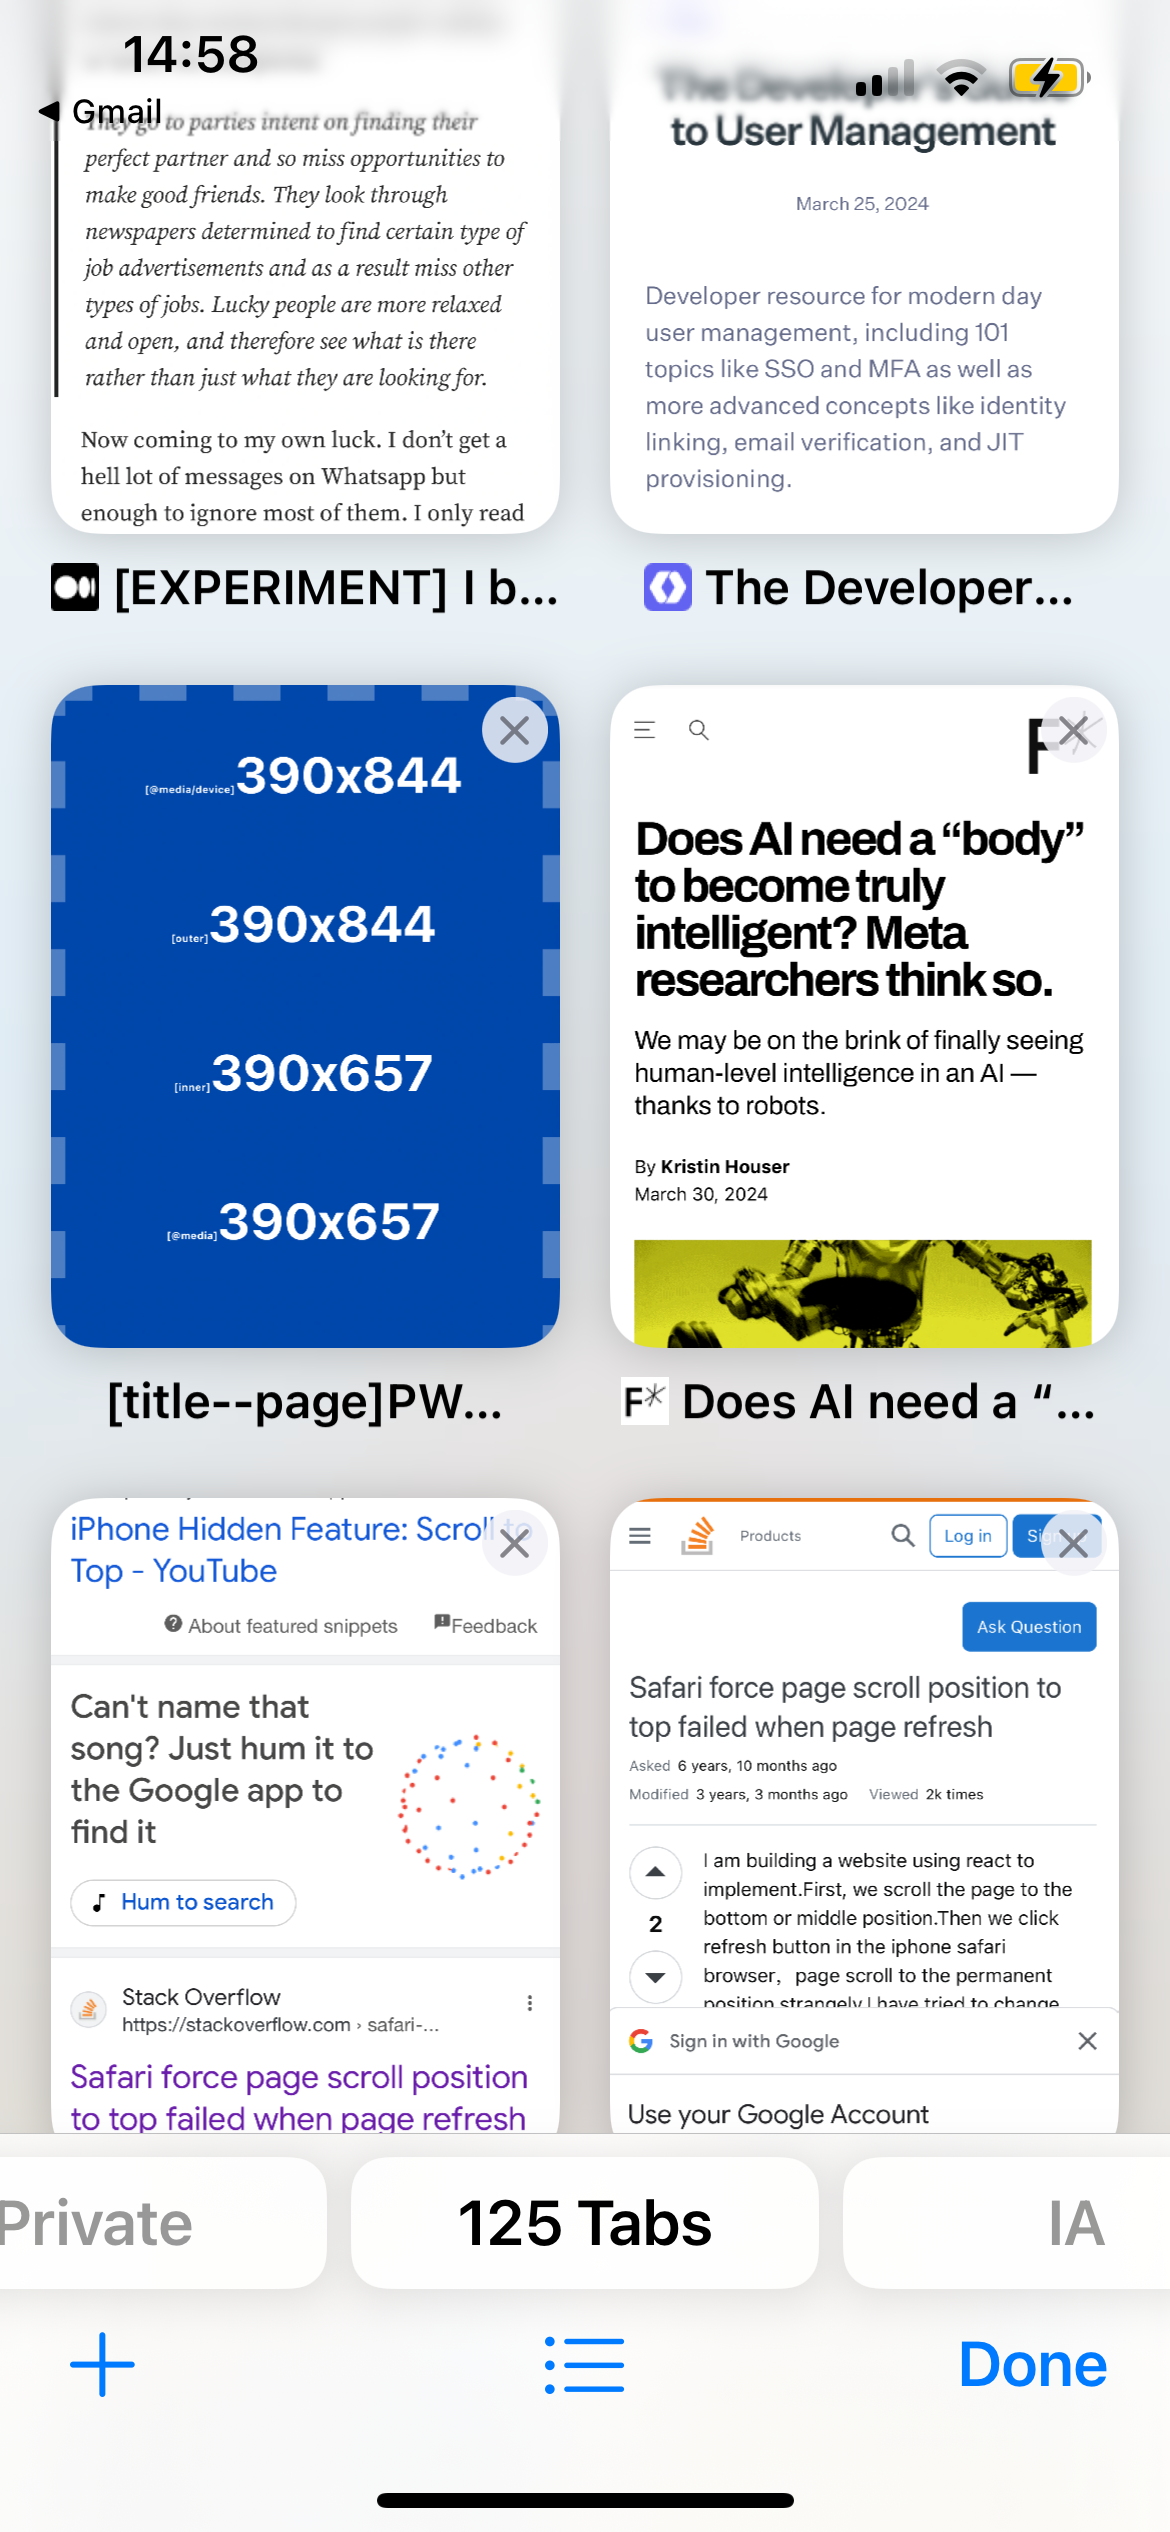 14:58
Gmail
They go to parties intent on finding their
perfect partner and so miss opportunities to
make good friends. They look through
newspapers determined to find certain type of
job advertisements and as a result miss other
types of jobs. Lucky people are more relaxed
and open, and therefore see what is there
rather than just what they are looking for.
Now coming to my own luck. I don't get a
hell lot of messages on Whatsapp but
enough to ignore most of them. I only read
[EXPERIMENT] I b...
The Developer's
to User Management
March 25, 2024
Developer resource for modern day
user management, including 101
topics like SSO and MFA as well as
more advanced concepts like identity
linking, email verification, and JIT
provisioning.
The Developer...
[@media/device]390x844
[outer]390x844
[inner]390x657
[@media]390x657
[title--page]PW...
F
Does AI need a “body”
to become truly
intelligent? Meta
researchers think so.
We may be on the brink of finally seeing
human-level intelligence in an AI —
thanks to robots.
By Kristin Houser
March 30, 2024
F* Does AI need a “...
iPhone Hidden Feature: Scroll to
Top - YouTube
About featured snippets Feedback
Can't name that
song? Just hum it to
the Google app to
find it
Hum to search
Stack Overflow
https://stackoverflow.com › safari-...
Safari force page scroll position
to top failed when page refresh
Products Log in
Ask Question
Safari force page scroll position to
top failed when page refresh
Asked 6 years, 10 months ago
Modified 3 years, 3 months ago Viewed 2k times
2
I am building a website using react to
implement.First, we scroll the page to the
bottom or middle position.Then we click
refresh button in the iphone safari
browser, page scroll to the permanent
position strangely.I have tried to change
Sign in with Google
Use your Google Account
Private
125 Tabs
IA
Done